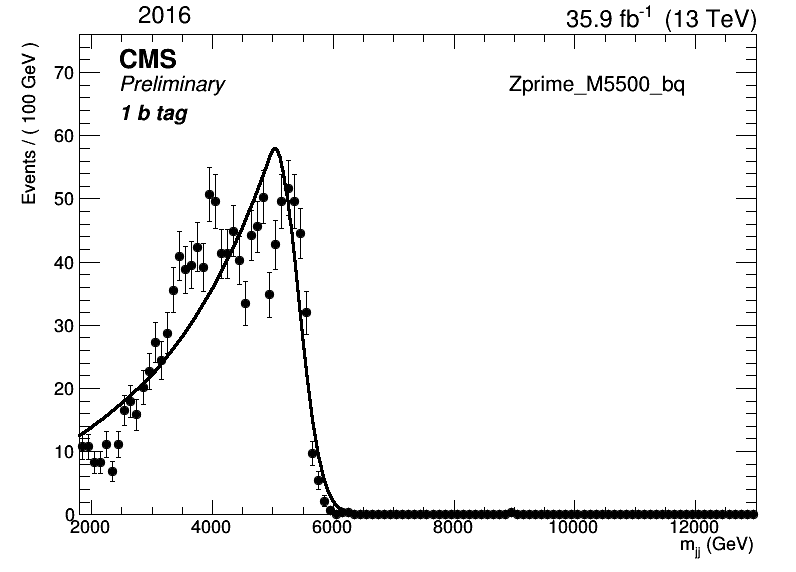 2016
35.9 fb⁻¹ (13 TeV)
CMS
Preliminary
1 b tag
Zprime_M5500_bq
Events / ( 100 GeV )
70
60
50
40
30
20
10
0
2000 4000 6000 8000 10000 12000
m_jj (GeV)